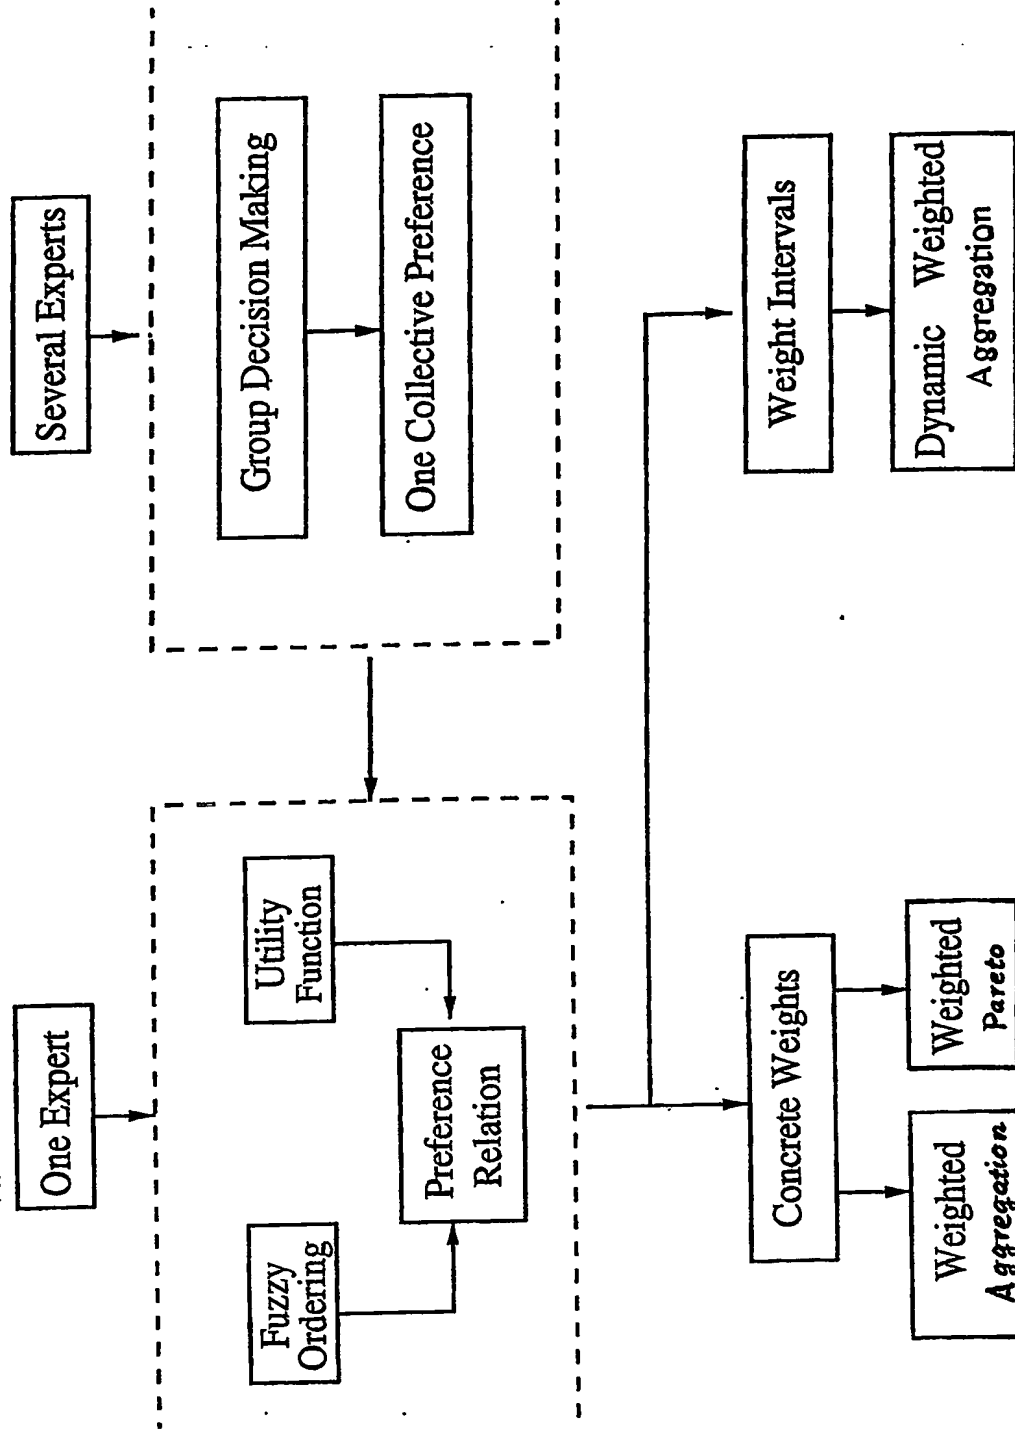 One Expert
Several Experts
Fuzzy
Ordering
Utility
Function
Preference
Relation
Group Decision Making
One Collective Preference
Concrete Weights
Weight Intervals
Weighted
Aggregation
Weighted
Pareto
Dynamic Weighted
Aggregation